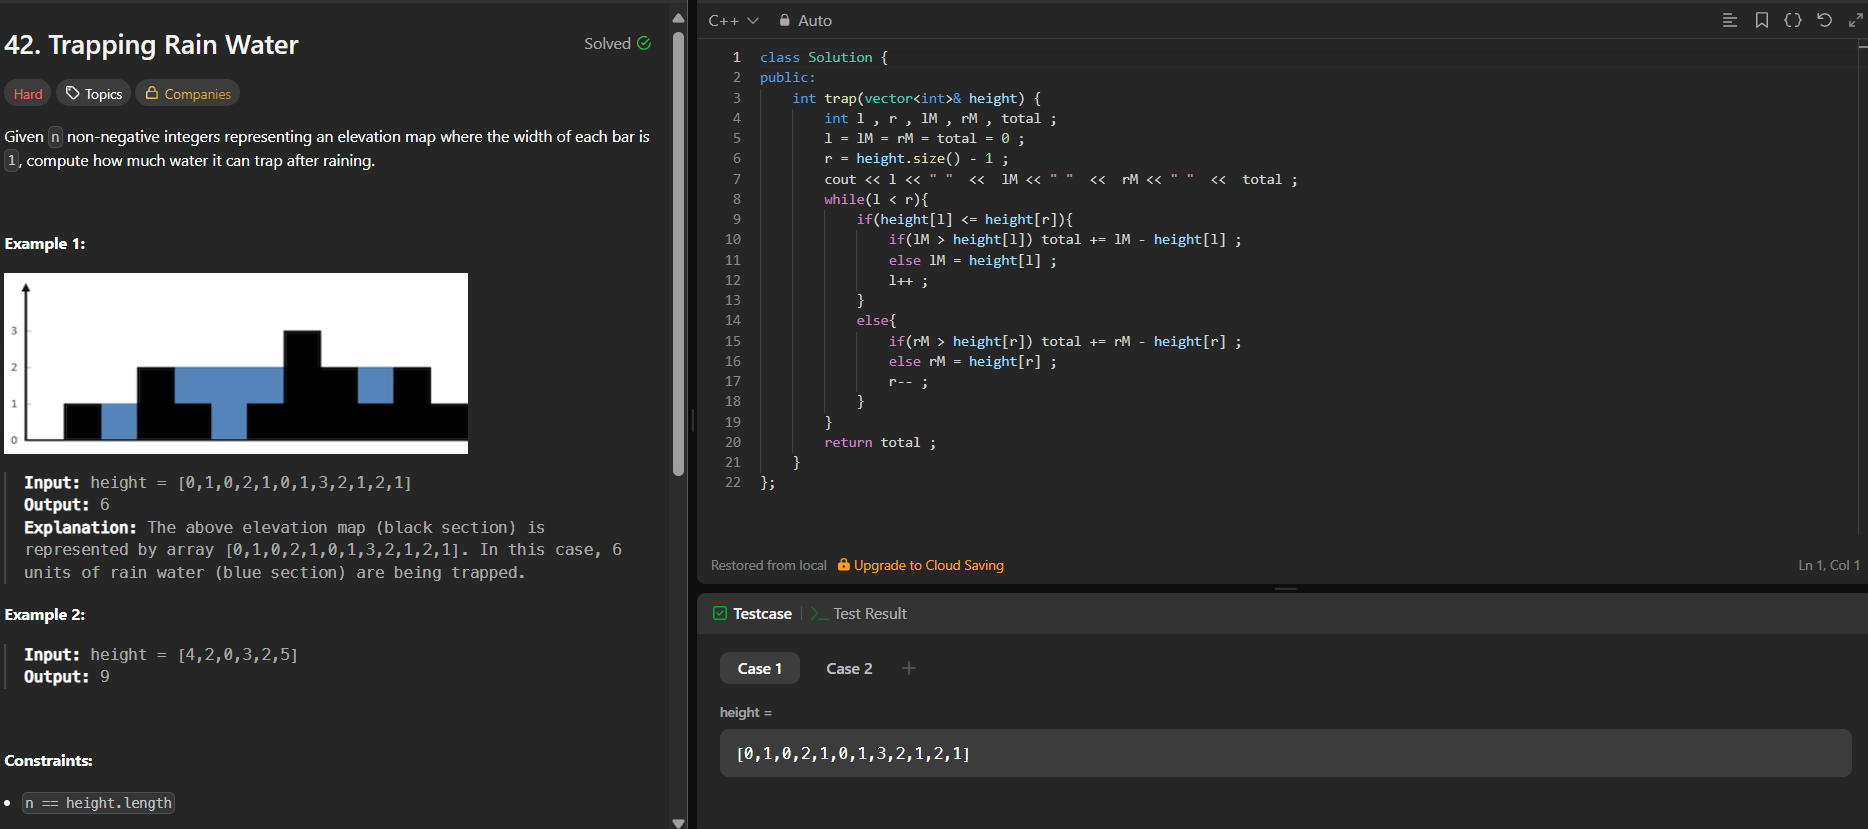 42. Trapping Rain Water
Solved
Hard
Topics
Companies
Given n non-negative integers representing an elevation map where the width of each bar is
1, compute how much water it can trap after raining.
Example 1:
3
2
1
0
Input: height = [0,1,0,2,1,0,1,3,2,1,2,1]
Output: 6
Explanation: The above elevation map (black section) is
represented by array [0,1,0,2,1,0,1,3,2,1,2,1]. In this case, 6
units of rain water (blue section) are being trapped.
Example 2:
Input: height = [4,2,0,3,2,5]
Output: 9
Constraints:
• n == height.length
C++
Auto
1 class Solution {
2 public:
3     int trap(vector<int>& height) {
4         int l , r , lM , rM , total ;
5         l = lM = rM = total = 0 ;
6         r = height.size() - 1 ;
7         cout << l << " "  <<  lM << " "  <<  rM << " "  <<  total ;
8         while(l < r){
9             if(height[l] <= height[r]){
10                 if(lM > height[l]) total += lM - height[l] ;
11                 else lM = height[l] ;
12                 l++ ;
13             }
14             else{
15                 if(rM > height[r]) total += rM - height[r] ;
16                 else rM = height[r] ;
17                 r-- ;
18             }
19         }
20         return total ;
21     }
22 };
Restored from local
Upgrade to Cloud Saving
Ln 1, Col 1
Testcase
Test Result
Case 1
Case 2
height =
[0,1,0,2,1,0,1,3,2,1,2,1]